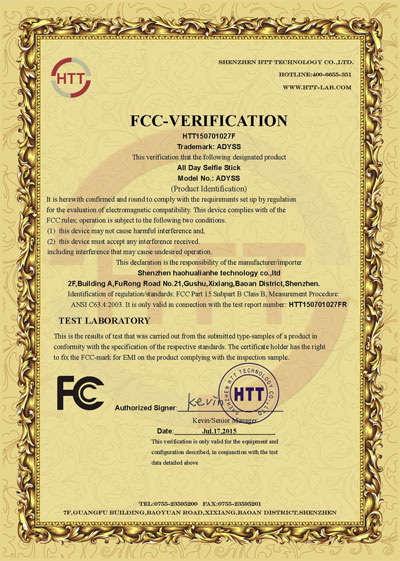 HTT
SHENZHEN HTT TECHNOLOGY CO.,LTD.
HOTLINE:400-6655-351
WWW.HTT-LAB.COM
FCC-VERIFICATION
HTT150701027F
Trademark: ADYSS
This verification that the following designated product
All Day Selfie Stick
Model No.: ADYSS
(Product Identification)
It is herewith confirmed and round to comply with the requirements set up by regulation
for the evaluation of electromagnetic compatibility. This device complies with of the
FCC rules; operation is subject to the following two conditions.
(1) this device may not cause harmful interference and,
(2) this device must accept any interference received.
including interference that may cause undesired operation.
This declaration is the responsibility of the manufacturer/importer
Shenzhen haohualianhe technology co.,ltd
2F,Building A,FuRong Road No.21,Gushu,Xixiang,Baoan District,Shenzhen.
Identification of regulation/standards: FCC Part 15 Subpart B Class B, Measurement Procedure:
ANSI C63.4:2003. It is only valid in connection with the test report number: HTT150701027FR
TEST LABORATORY
This is the results of test that was carried out from the submitted type-samples of a product in
conformity with the specification of the respective standards. The certificate holder has the right
to fix the FCC-mark for EMI on the product complying with the inspection sample.
FC
SHENZHEN HTT TECHNOLOGY CO.,LTD
HTT
Authorized Signer: Kevin
Kevin/Senior Manager
Date: Jul.17,2015
This verification is only valid for the equipment and
configuration described, in conjunction with the test
data detailed above
TEL:0755-23595200 FAX:0755-23595201
7F,GUANGFU BUILDING,BAOYUAN ROAD,XIXIANG,BAOAN DISTRICT,SHENZHEN